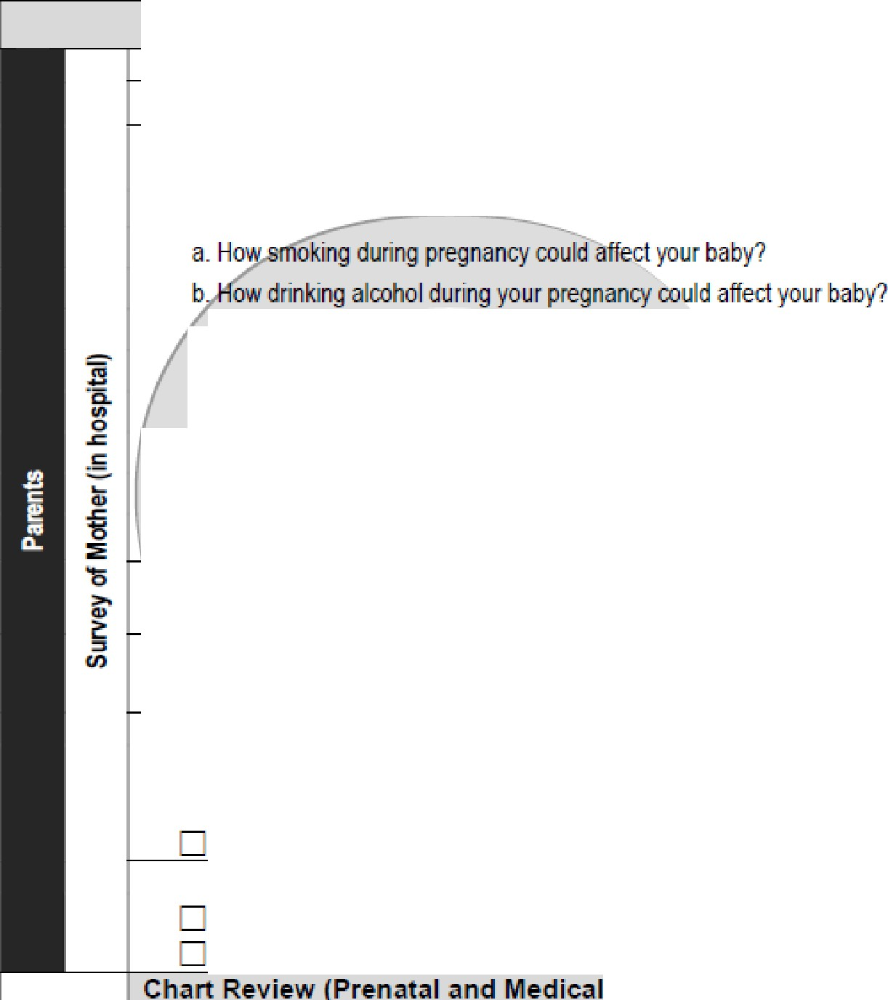 Parents
Survey of Mother (in hospital)
a. How smoking during pregnancy could affect your baby?
b. How drinking alcohol during your pregnancy could affect your baby?
Chart Review (Prenatal and Medical